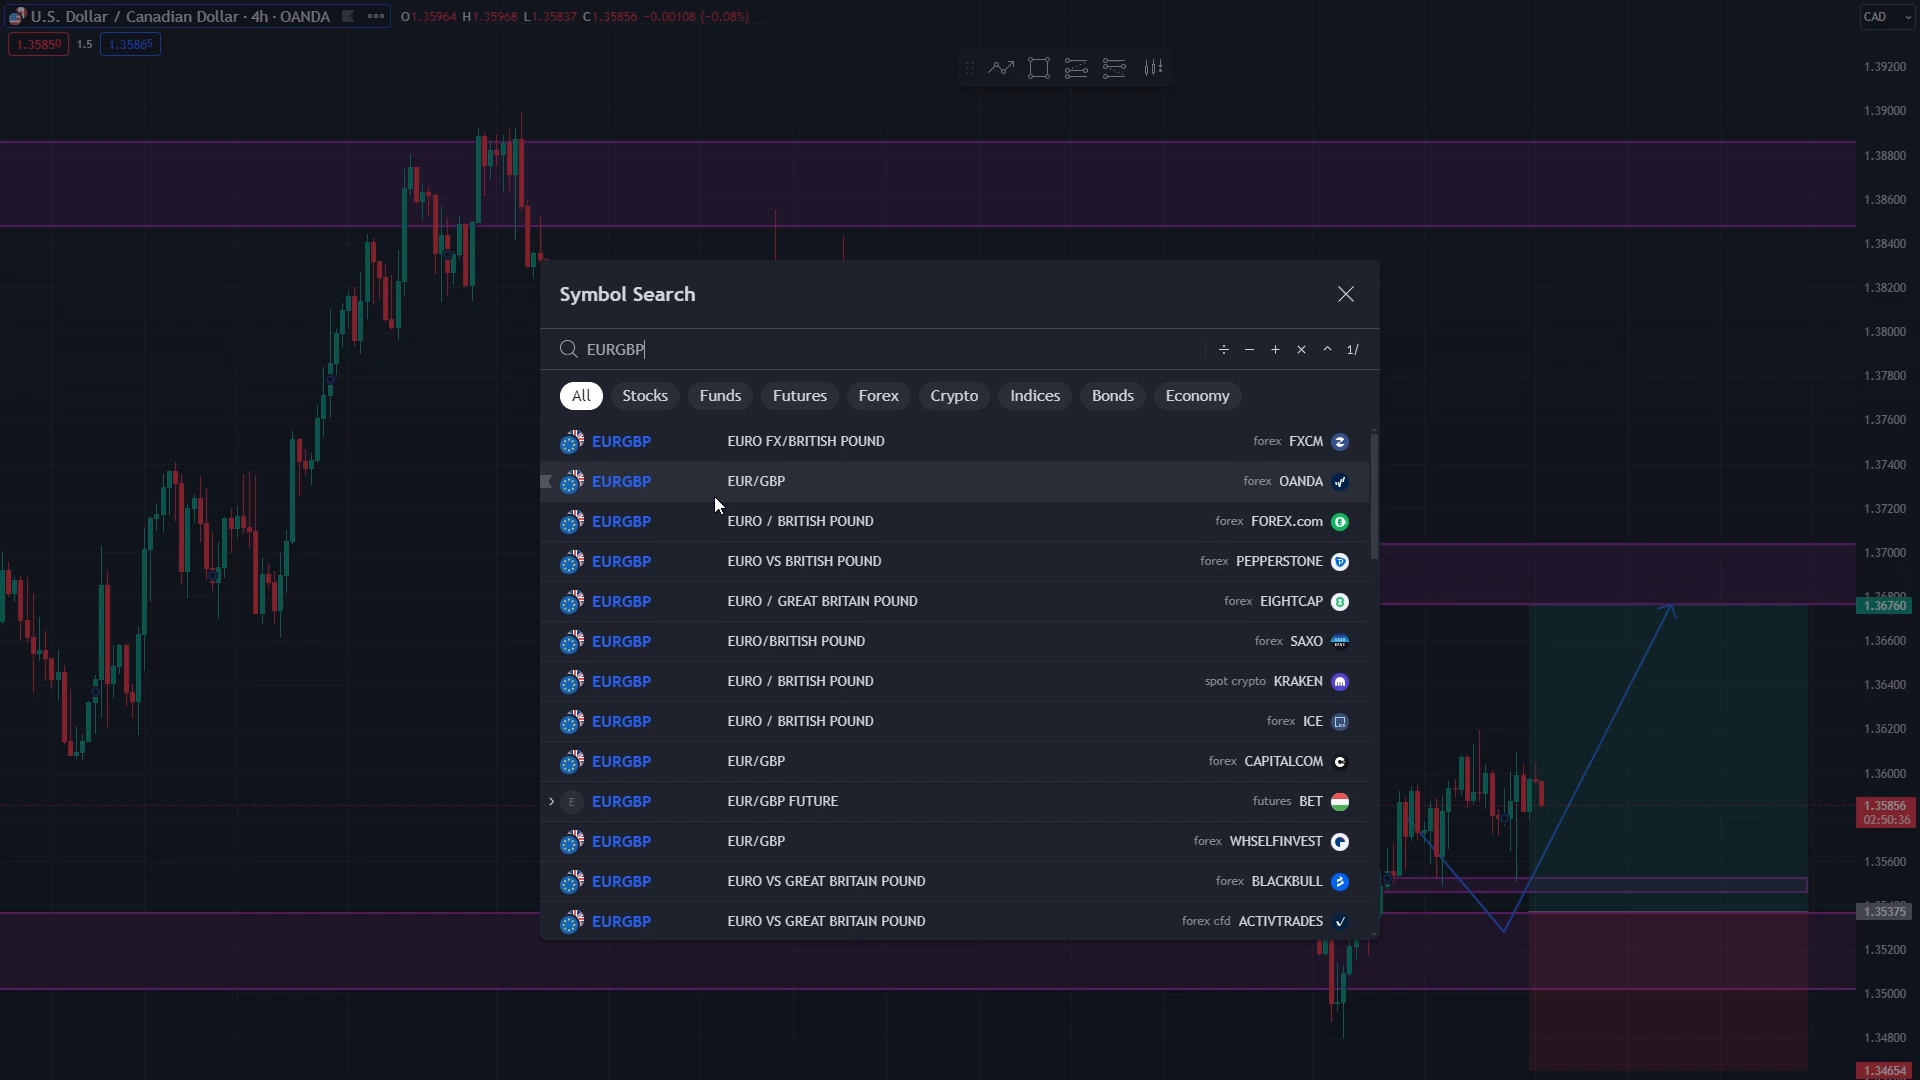 U.S. Dollar / Canadian Dollar · 4h · OANDA O1.35964 H1.35968 L1.35837 C1.35856 -0.00108 (-0.08%)
CAD
1.35850 1.5 1.35865
1.39200
1.39000
1.38800
1.38600
1.38400
1.38200
1.38000
1.37800
1.37600
1.37400
1.37200
1.37000
1.36800
1.36760
1.36600
1.36400
1.36200
1.36000
1.35856
02:50:36
1.35600
1.35375
1.35200
1.35000
1.34800
1.34654
Symbol Search
EURGBP ÷ − + × ^ 1/
All Stocks Funds Futures Forex Crypto Indices Bonds Economy
EURGBP EURO FX/BRITISH POUND forex FXCM
EURGBP EUR/GBP forex OANDA
EURGBP EURO / BRITISH POUND forex FOREX.com
EURGBP EURO VS BRITISH POUND forex PEPPERSTONE
EURGBP EURO / GREAT BRITAIN POUND forex EIGHTCAP
EURGBP EURO/BRITISH POUND forex SAXO
EURGBP EURO / BRITISH POUND spot crypto KRAKEN
EURGBP EURO / BRITISH POUND forex ICE
EURGBP EUR/GBP forex CAPITALCOM
E EURGBP EUR/GBP FUTURE futures BET
EURGBP EUR/GBP forex WHSELFINVEST
EURGBP EURO VS GREAT BRITAIN POUND forex BLACKBULL
EURGBP EURO VS GREAT BRITAIN POUND forex cfd ACTIVTRADES